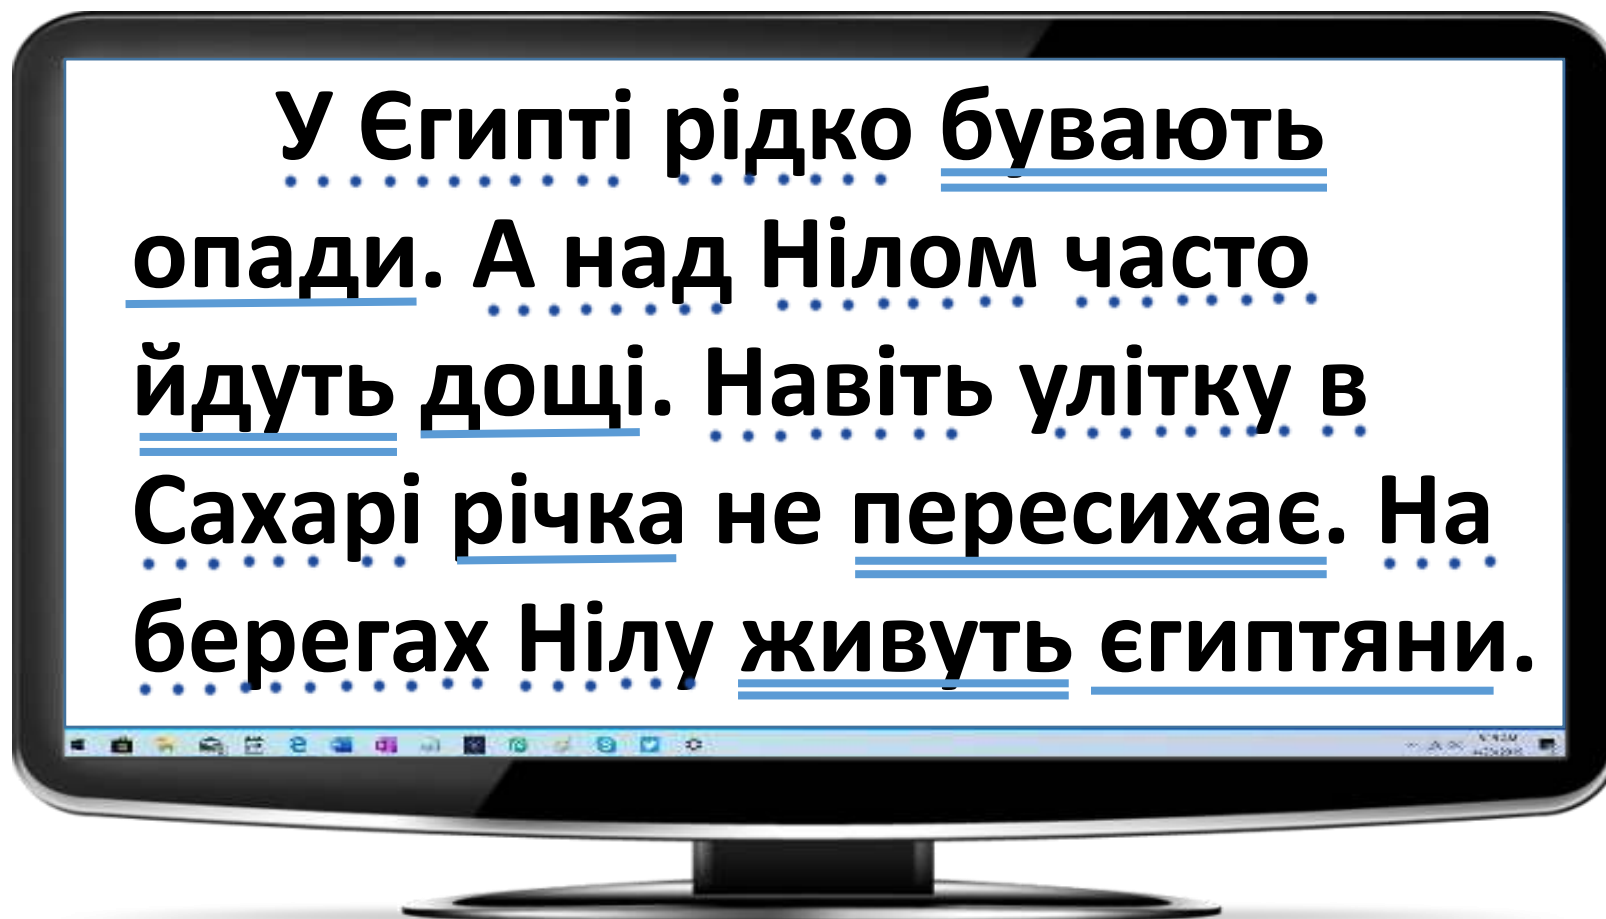 У Єгипті рідко бувають
опади. А над Нілом часто
йдуть дощі. Навіть улітку в
Сахарі річка не пересихає. На
берегах Нілу живуть єгиптяни.